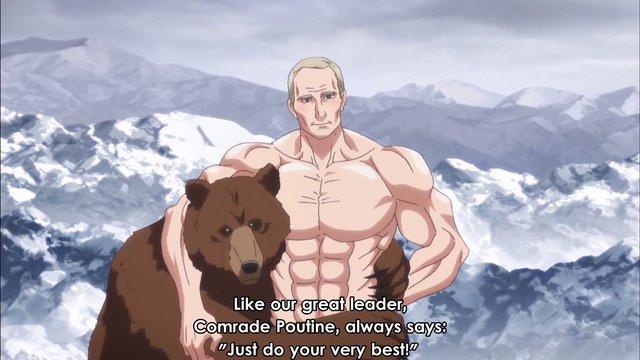 Like our great leader,
Comrade Poutine, always says:
"Just do your very best!"